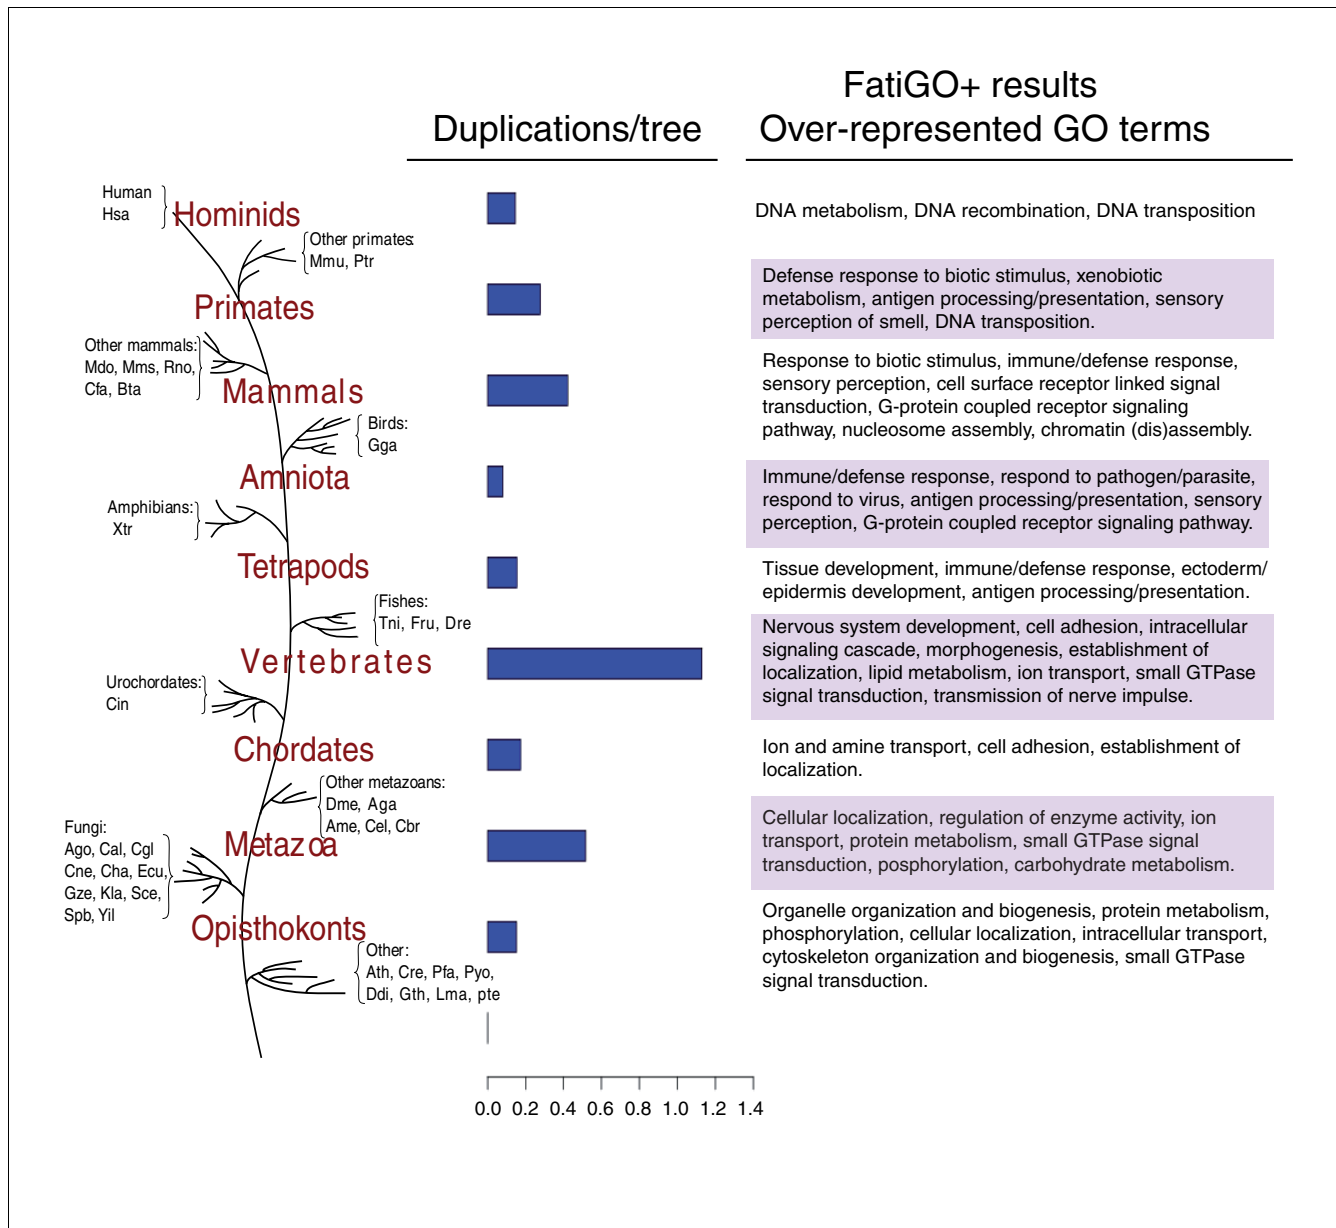 FatiGO+ results
Duplications/tree
Over-represented GO terms
Human
Hsa
Hominids
DNA metabolism, DNA recombination, DNA transposition
Other primates:
Mmu, Ptr
Primates
Defense response to biotic stimulus, xenobiotic
metabolism, antigen processing/presentation, sensory
perception of smell, DNA transposition.
Other mammals:
Mdo, Mms, Rno,
Cfa, Bta
Mammals
Response to biotic stimulus, immune/defense response,
sensory perception, cell surface receptor linked signal
transduction, G-protein coupled receptor signaling
pathway, nucleosome assembly, chromatin (dis)assembly.
Birds:
Gga
Amniota
Immune/defense response, respond to pathogen/parasite,
respond to virus, antigen processing/presentation, sensory
perception, G-protein coupled receptor signaling pathway.
Amphibians:
Xtr
Tetrapods
Tissue development, immune/defense response, ectoderm/
epidermis development, antigen processing/presentation.
Fishes:
Tni, Fru, Dre
Vertebrates
Nervous system development, cell adhesion, intracellular
signaling cascade, morphogenesis, establishment of
localization, lipid metabolism, ion transport, small GTPase
signal transduction, transmission of nerve impulse.
Urochordates:
Cin
Chordates
Ion and amine transport, cell adhesion, establishment of
localization.
Other metazoans:
Dme, Aga
Ame, Cel, Cbr
Metazoa
Cellular localization, regulation of enzyme activity, ion
transport, protein metabolism, small GTPase signal
transduction, posphorylation, carbohydrate metabolism.
Fungi:
Ago, Cal, Cgl
Cne, Cha, Ecu,
Gze, Kla, Sce,
Spb, Yil
Opisthokonts
Organelle organization and biogenesis, protein metabolism,
phosphorylation, cellular localization, intracellular transport,
cytoskeleton organization and biogenesis, small GTPase
signal transduction.
Other:
Ath, Cre, Pfa, Pyo,
Ddi, Gth, Lma, pte
0.0 0.2 0.4 0.6 0.8 1.0 1.2 1.4